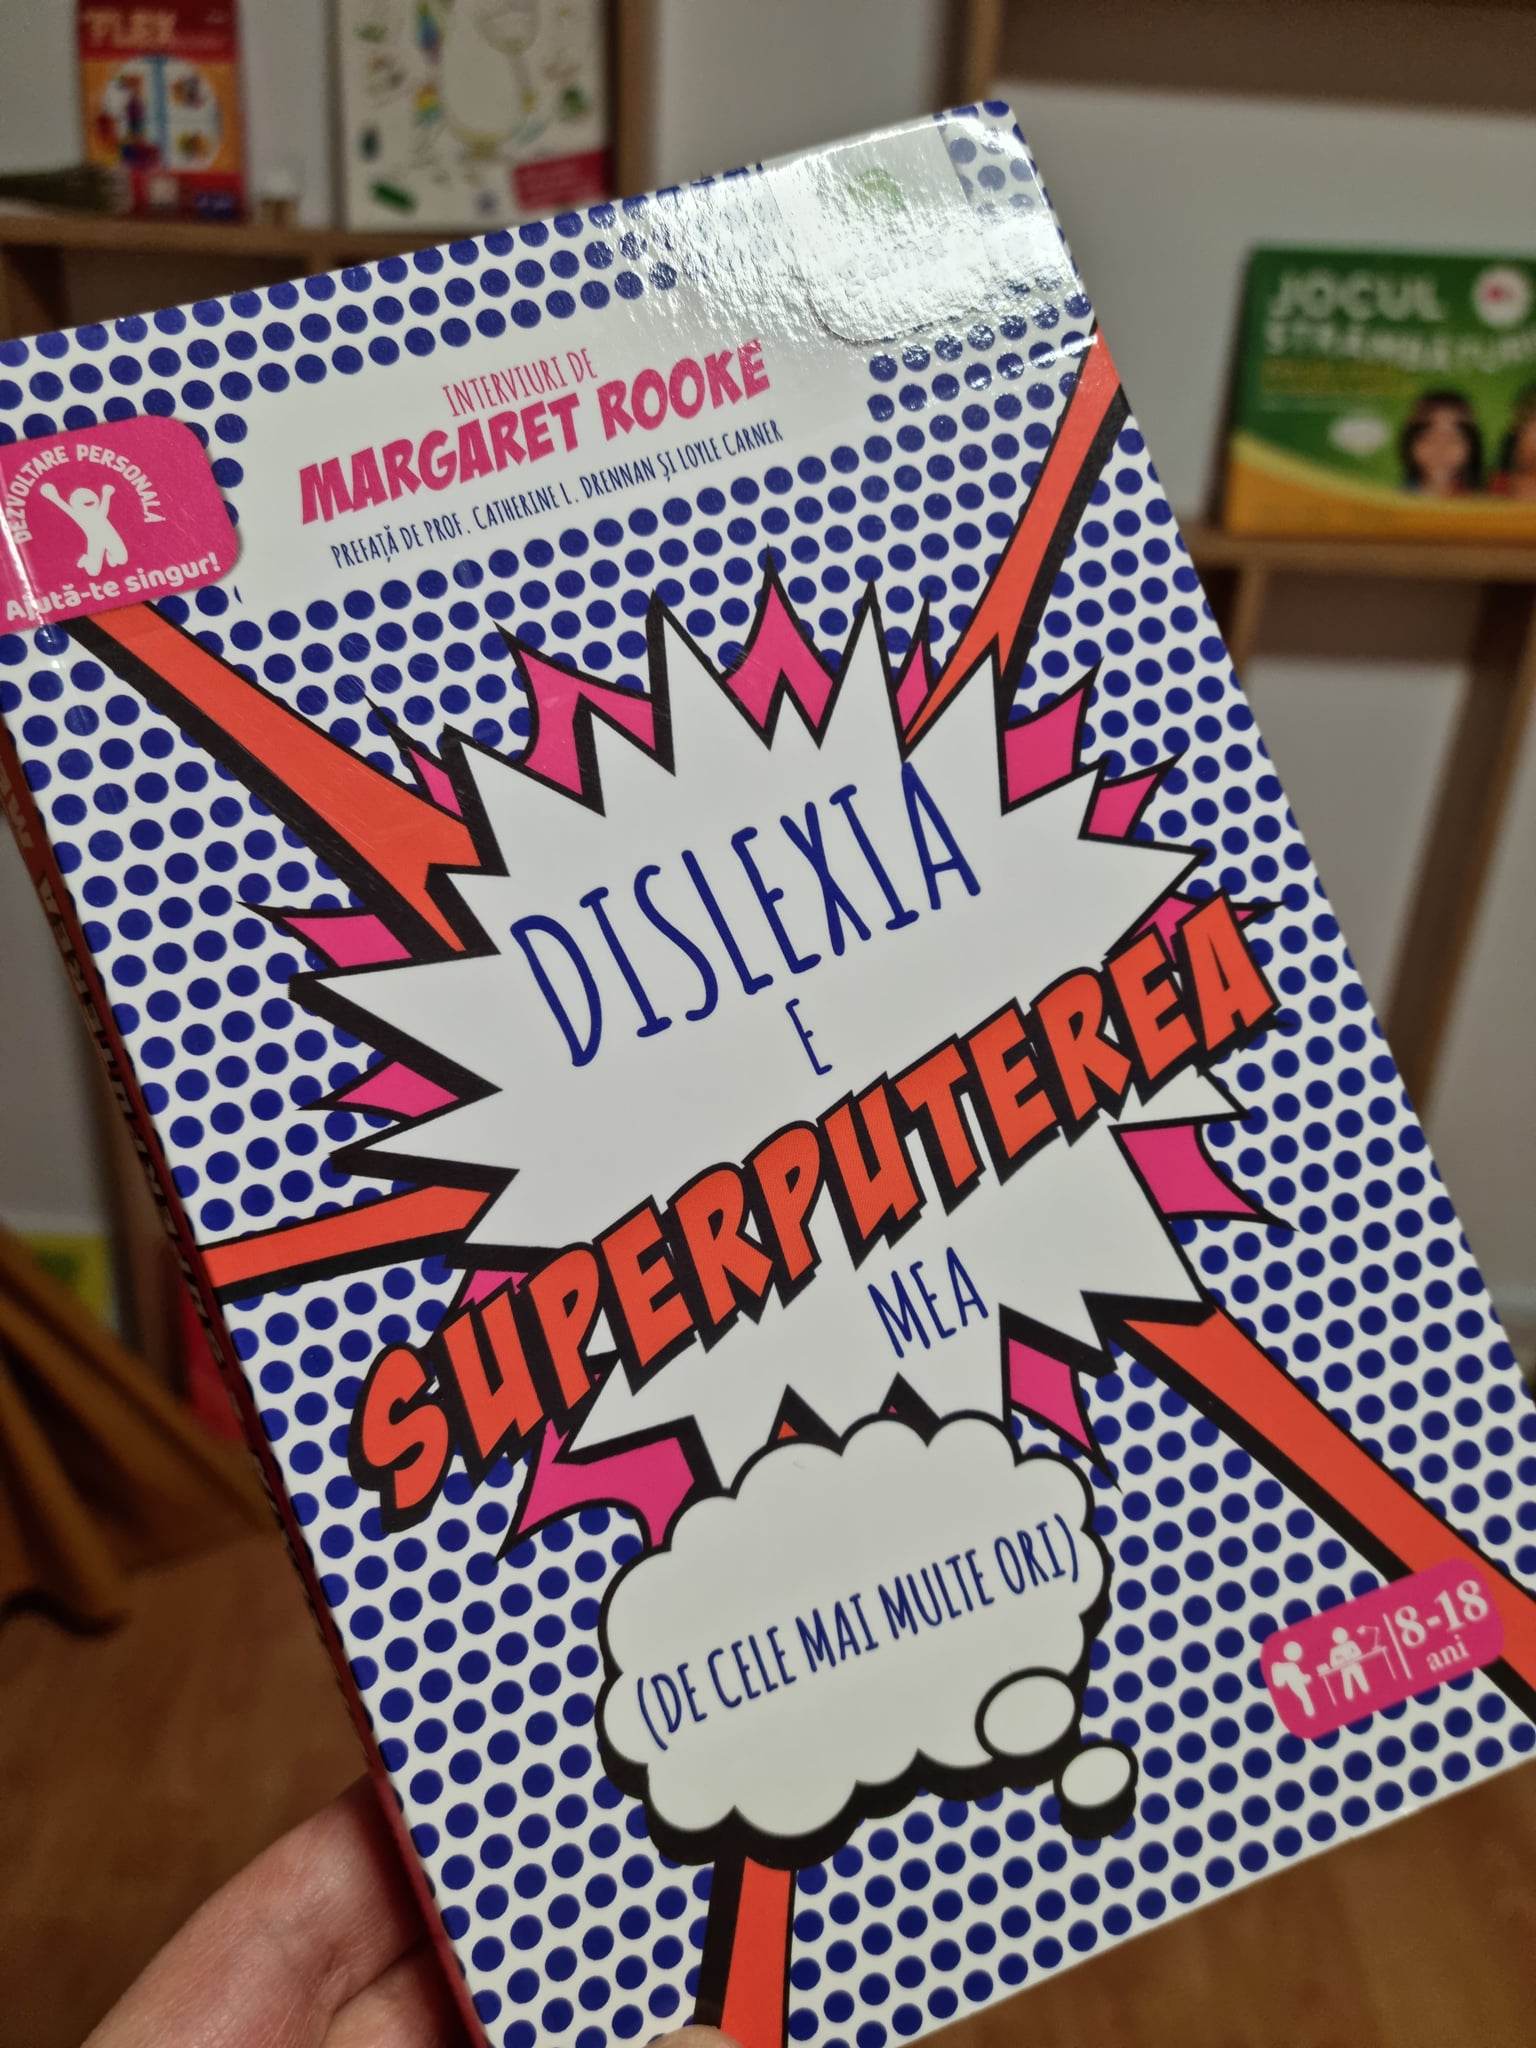 FLEX
JOCUL
INTERVIURI DE
MARGARET ROOKE
PREFAȚĂ DE PROF. CATHERINE L. DRENNAN ȘI LOYLE CARNER
DEZVOLTARE PERSONALĂ
Ajută-te singur!
DISLEXIA
E
SUPERPUTEREA
MEA
(DE CELE MAI MULTE ORI)
8-18
ani